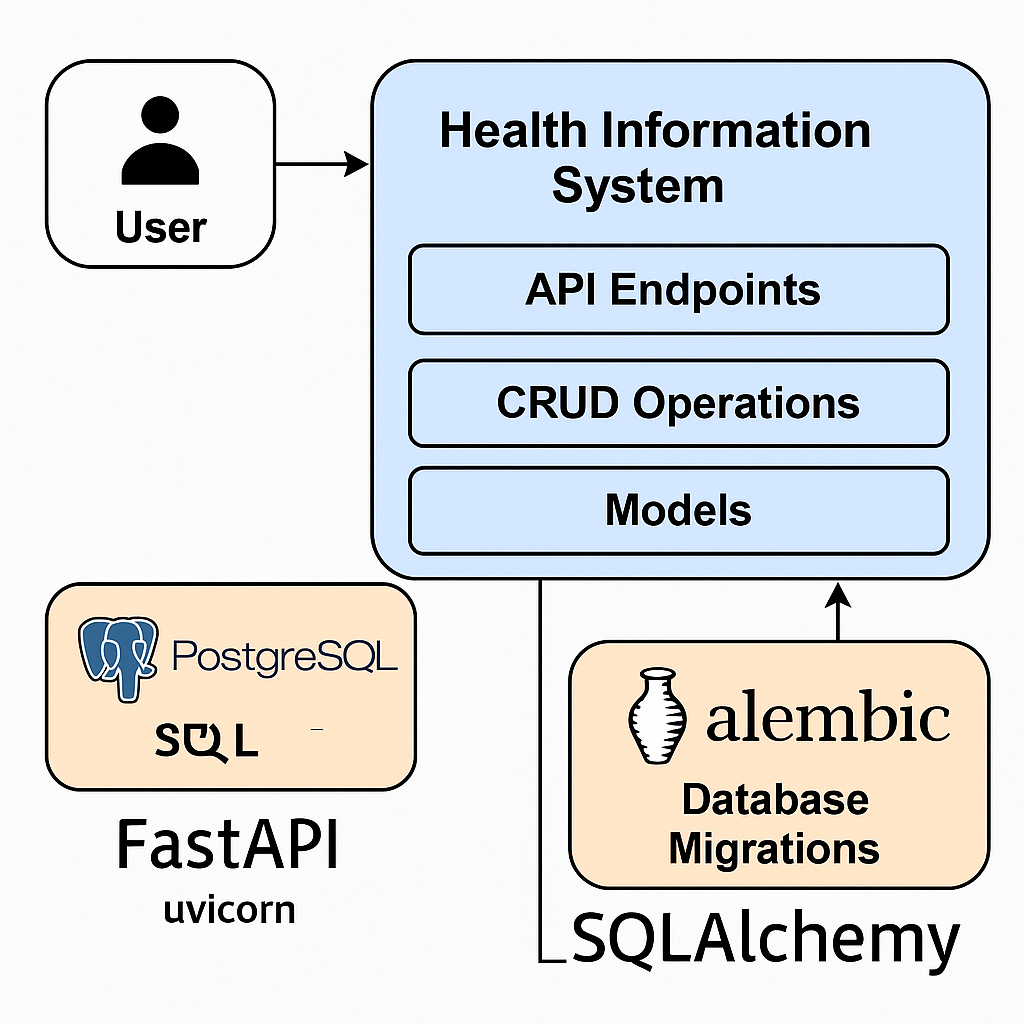 User
Health Information
System
API Endpoints
CRUD Operations
Models
PostgreSQL
SQL -
FastAPI
uvicorn
alembic
Database
Migrations
SQLAlchemy